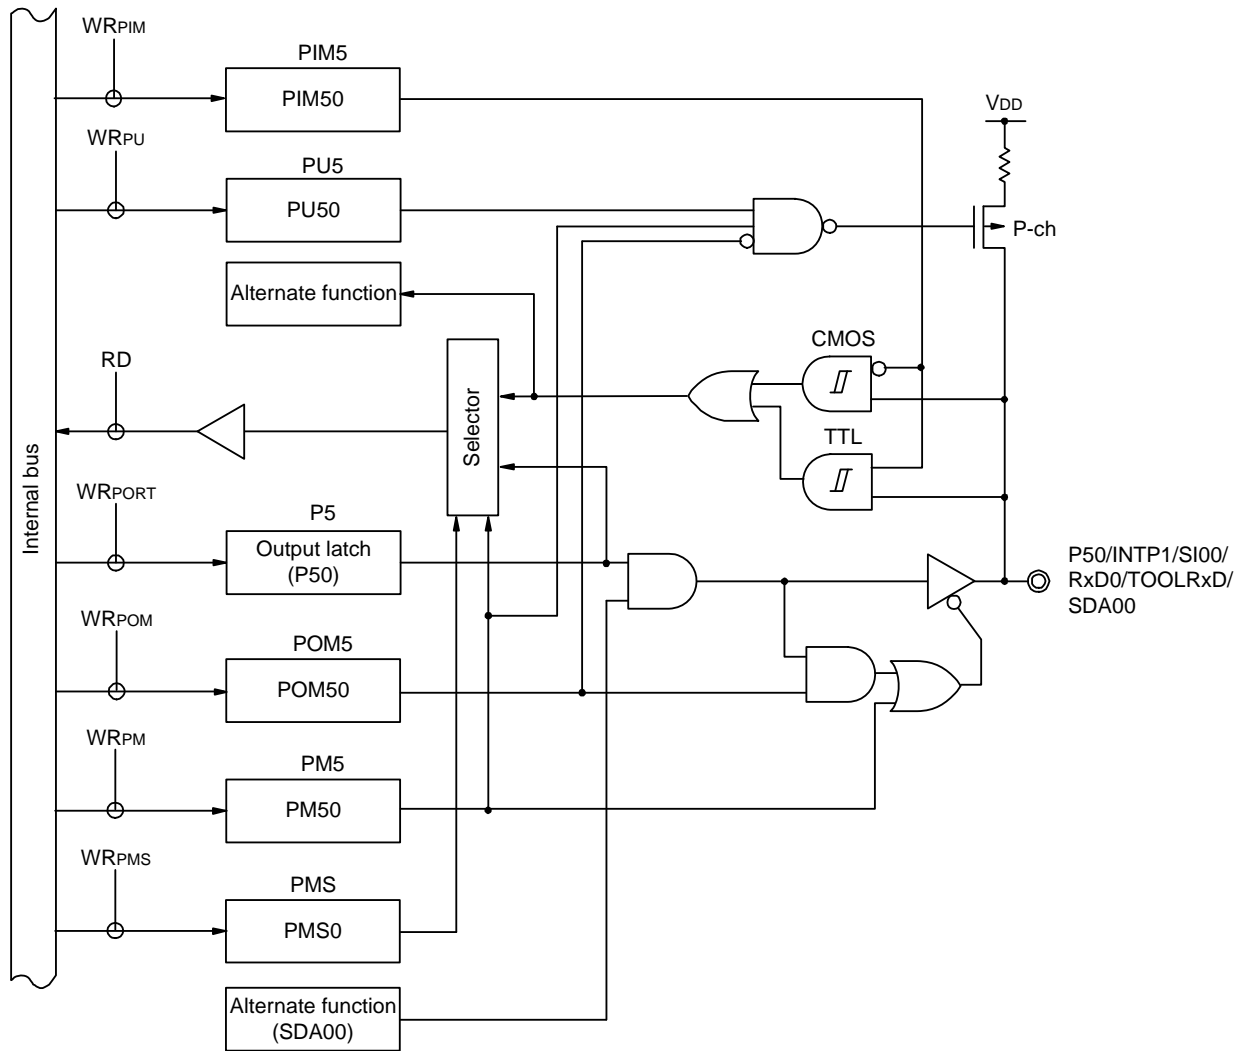 WRPIM
PIM5
PIM50
VDD
WRPU
PU5
PU50
P-ch
Alternate function
CMOS
RD
Selector
TTL
Internal bus
WRPORT
P5
Output latch
(P50)
P50/INTP1/SI00/
RxD0/TOOLRxD/
SDA00
WRPOM
POM5
POM50
WRPM
PM5
PM50
WRPMS
PMS
PMS0
Alternate function
(SDA00)